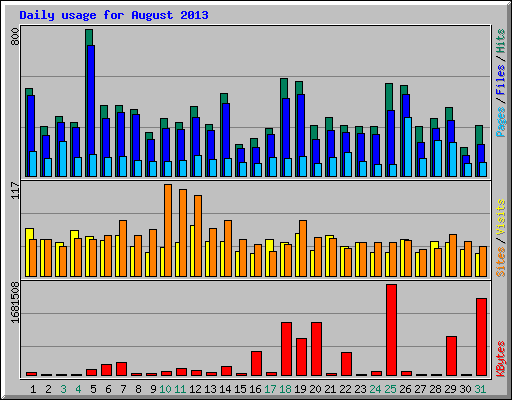 Daily usage for August 2013
800
Pages / Files / Hits
117
Sites / Visits
1681508
KBytes
1 2 3 4 5 6 7 8 9 10 11 12 13 14 15 16 17 18 19 20 21 22 23 24 25 26 27 28 29 30 31